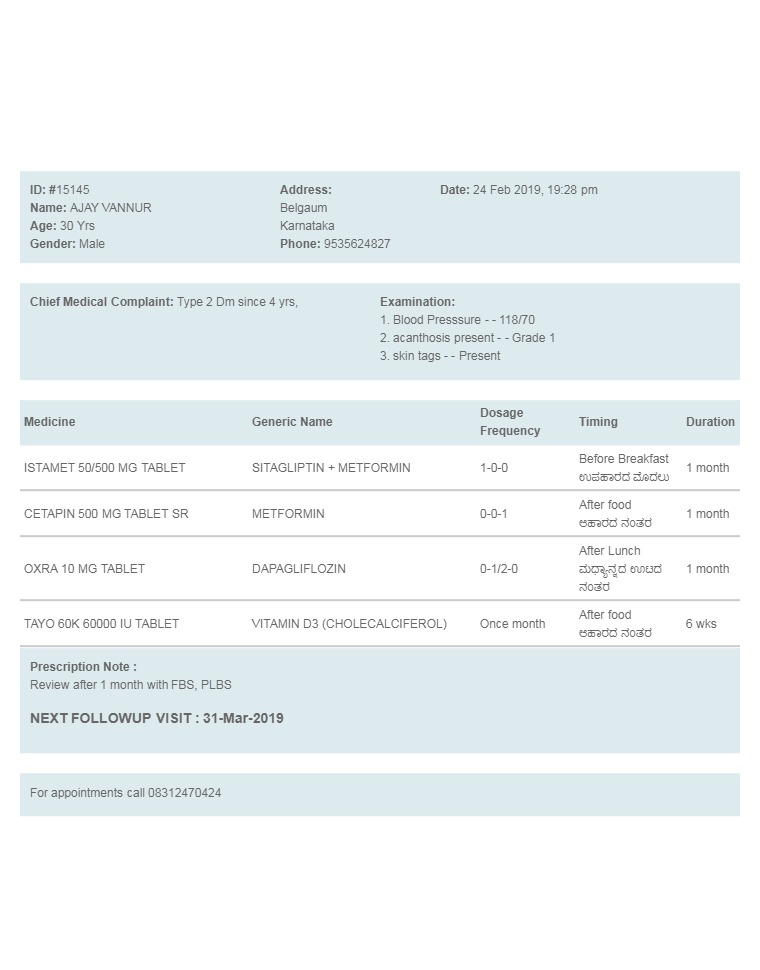 ID: #15145
Name: AJAY VANNUR
Age: 30 Yrs
Gender: Male
Address:
Belgaum
Karnataka
Phone: 9535624827
Date: 24 Feb 2019, 19:28 pm
Chief Medical Complaint: Type 2 Dm since 4 yrs,
Examination:
1. Blood Presssure - - 118/70
2. acanthosis present - - Grade 1
3. skin tags - - Present
Medicine Generic Name Dosage Frequency Timing Duration
ISTAMET 50/500 MG TABLET SITAGLIPTIN + METFORMIN 1-0-0 Before Breakfast 1 month
ಉಪಹಾರದ ಮೊದಲು
CETAPIN 500 MG TABLET SR METFORMIN 0-0-1 After food 1 month
ಆಹಾರದ ನಂತರ
OXRA 10 MG TABLET DAPAGLIFLOZIN 0-1/2-0 After Lunch 1 month
ಮಧ್ಯಾನ್ನದ ಊಟದ
ನಂತರ
TAYO 60K 60000 IU TABLET VITAMIN D3 (CHOLECALCIFEROL) Once month After food 6 wks
ಆಹಾರದ ನಂತರ
Prescription Note :
Review after 1 month with FBS, PLBS
NEXT FOLLOWUP VISIT : 31-Mar-2019
For appointments call 08312470424